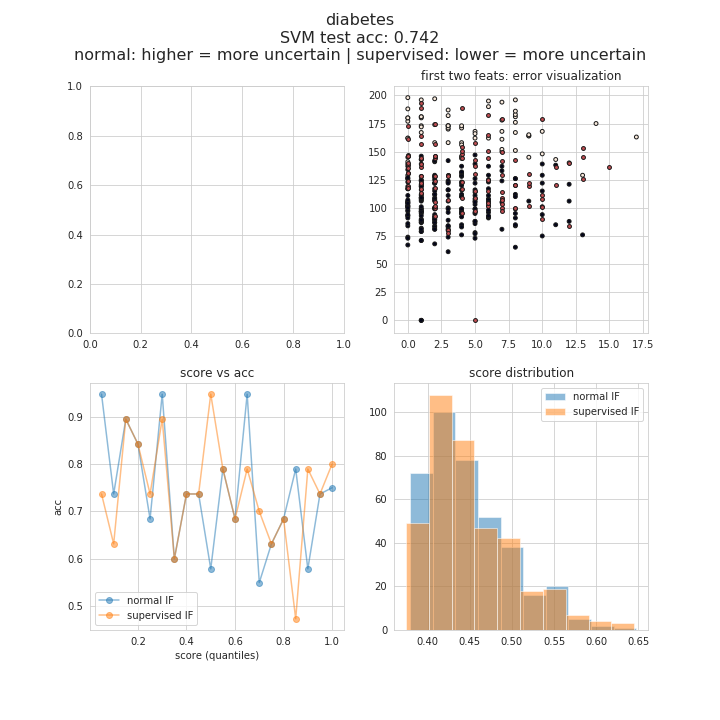 diabetes
SVM test acc: 0.742
normal: higher = more uncertain | supervised: lower = more uncertain
1.0
0.8
0.6
0.4
0.2
0.0
0.0 0.2 0.4 0.6 0.8 1.0
first two feats: error visualization
200
175
150
125
100
75
50
25
0
0.0 2.5 5.0 7.5 10.0 12.5 15.0 17.5
score vs acc
acc
0.9
0.8
0.7
0.6
0.5
normal IF
supervised IF
0.2 0.4 0.6 0.8 1.0
score (quantiles)
score distribution
normal IF
supervised IF
100
80
60
40
20
0
0.40 0.45 0.50 0.55 0.60 0.65